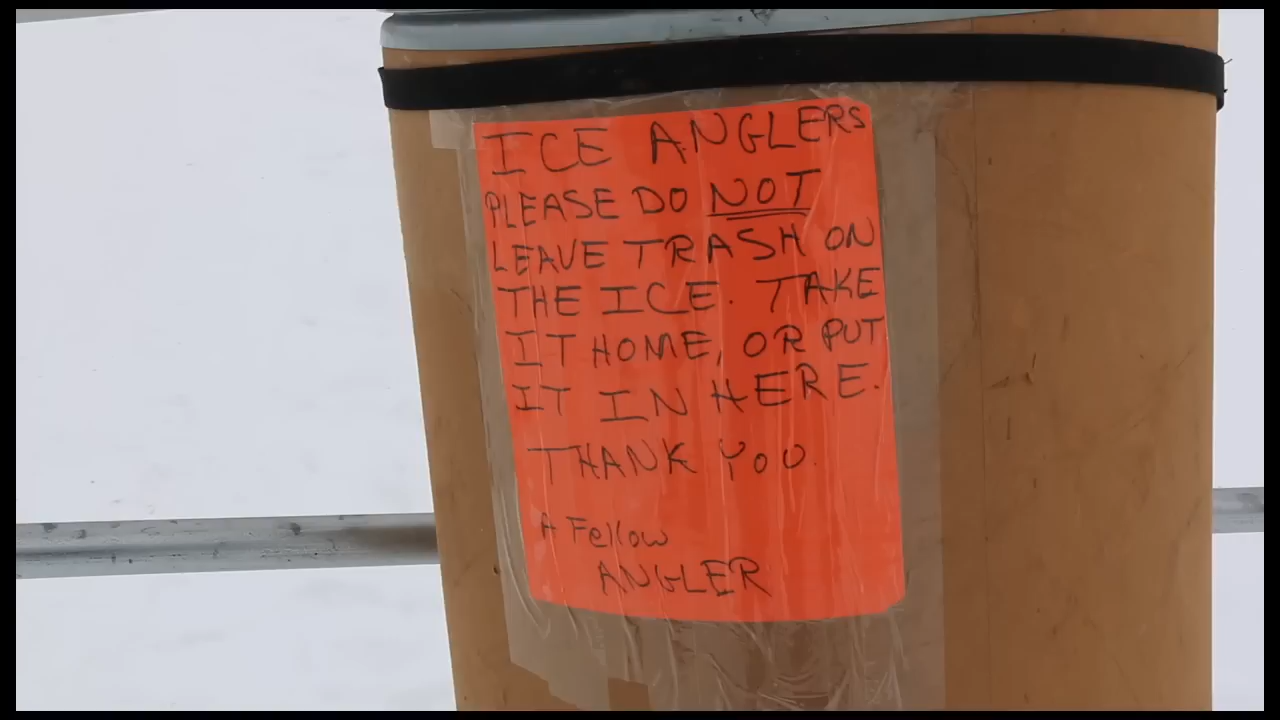 ICE ANGLERS
PLEASE DO NOT
LEAVE TRASH ON
THE ICE. TAKE
IT HOME, OR PUT
IT IN HERE.
THANK YOU.
A Fellow
ANGLER